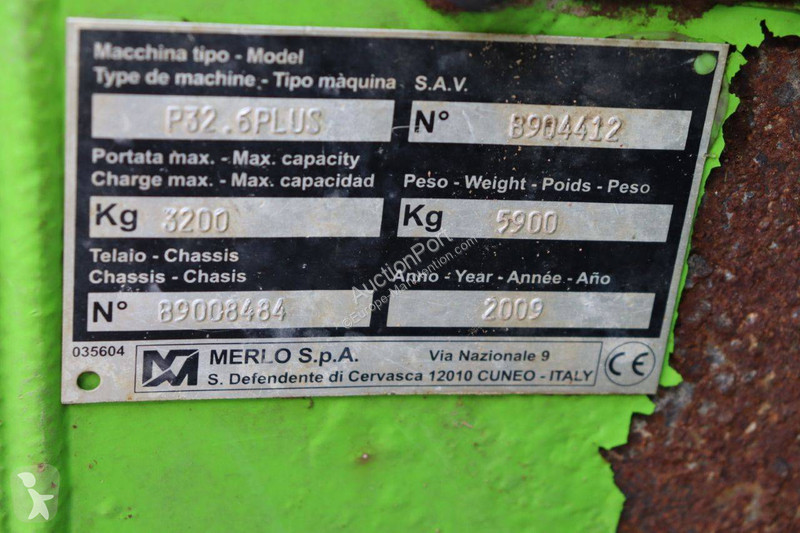 Macchina tipo - Model
Type de machine - Tipo màquina
S.A.V.
P32.6PLUS
N° B904412
Portata max. - Max. capacity
Charge max. - Max. capacidad
Peso - Weight - Poids - Peso
Kg 3200
Kg 5900
Telaio - Chassis
Chassis - Chasis
Anno - Year - Année - Año
N° B9008484
2009
035604
MERLO S.p.A.
Via Nazionale 9
S. Defendente di Cervasca 12010 CUNEO - ITALY
CE
AuctionPort